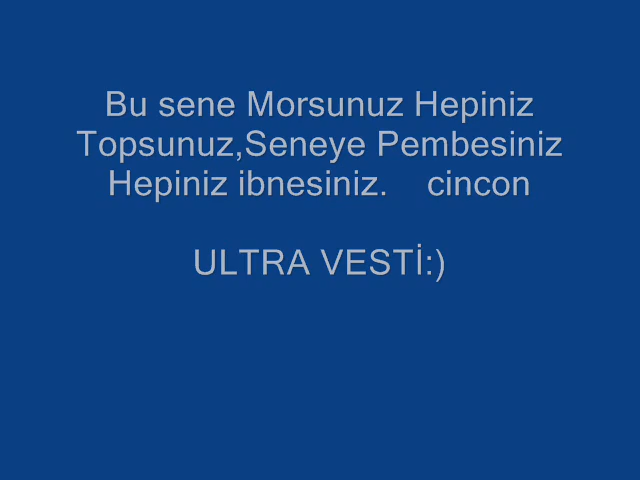 Bu sene Morsunuz Hepiniz
Topsunuz,Seneye Pembesiniz
Hepiniz ibnesiniz. cincon
ULTRA VESTİ:)